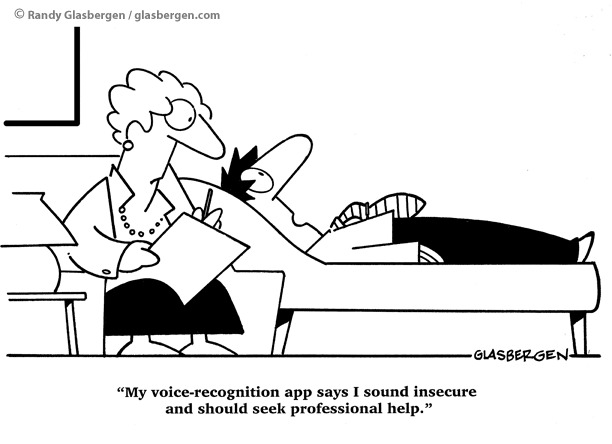 © Randy Glasbergen / glasbergen.com
GLASBERGEN
“My voice-recognition app says I sound insecure
and should seek professional help.”